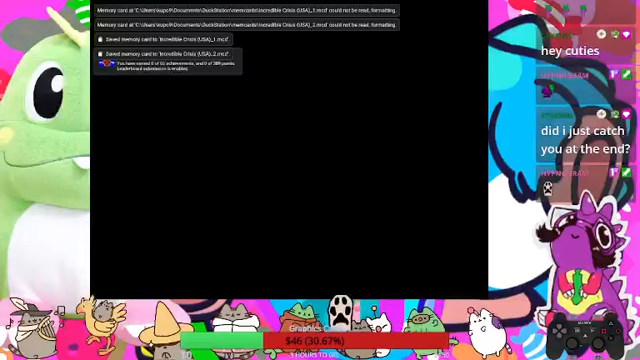 Memory card at 'C:\Users\kupo9\Documents\DuckStation\memcards\Incredible Crisis (USA)_1.mcd' could not be read, formatting.
Memory card at 'C:\Users\kupo9\Documents\DuckStation\memcards\Incredible Crisis (USA)_2.mcd' could not be read, formatting.
Saved memory card to 'Incredible Crisis (USA)_1.mcd'.
Saved memory card to 'Incredible Crisis (USA)_2.mcd'.
You have earned 0 of 51 achievements, and 0 of 389 points.
Leaderboard submission is enabled.
hey cuties
did i just catch
you at the end?
$46 (30.67%)